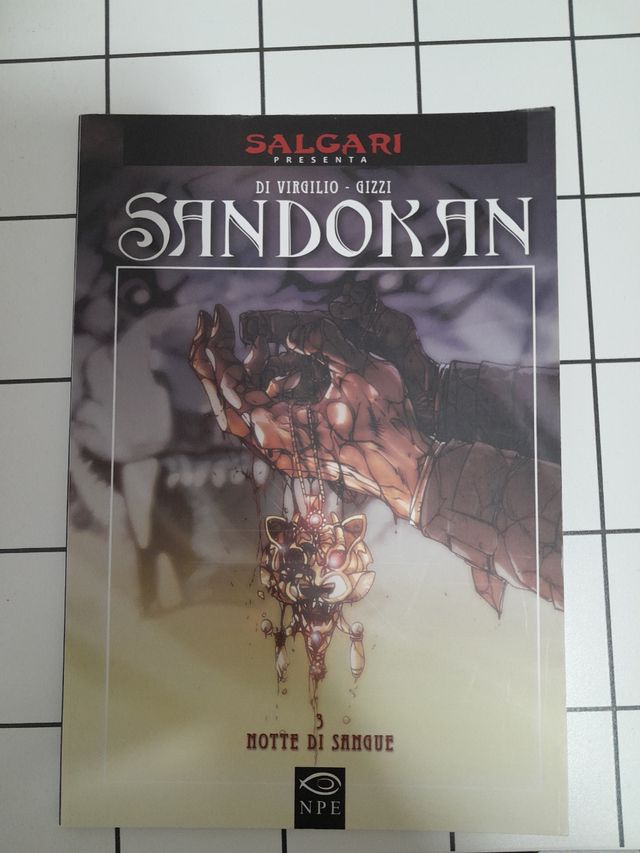 SALGARI
PRESENTA
DI VIRGILIO - GIZZI
SANDOKAN
3
NOTTE DI SANGUE
NPE